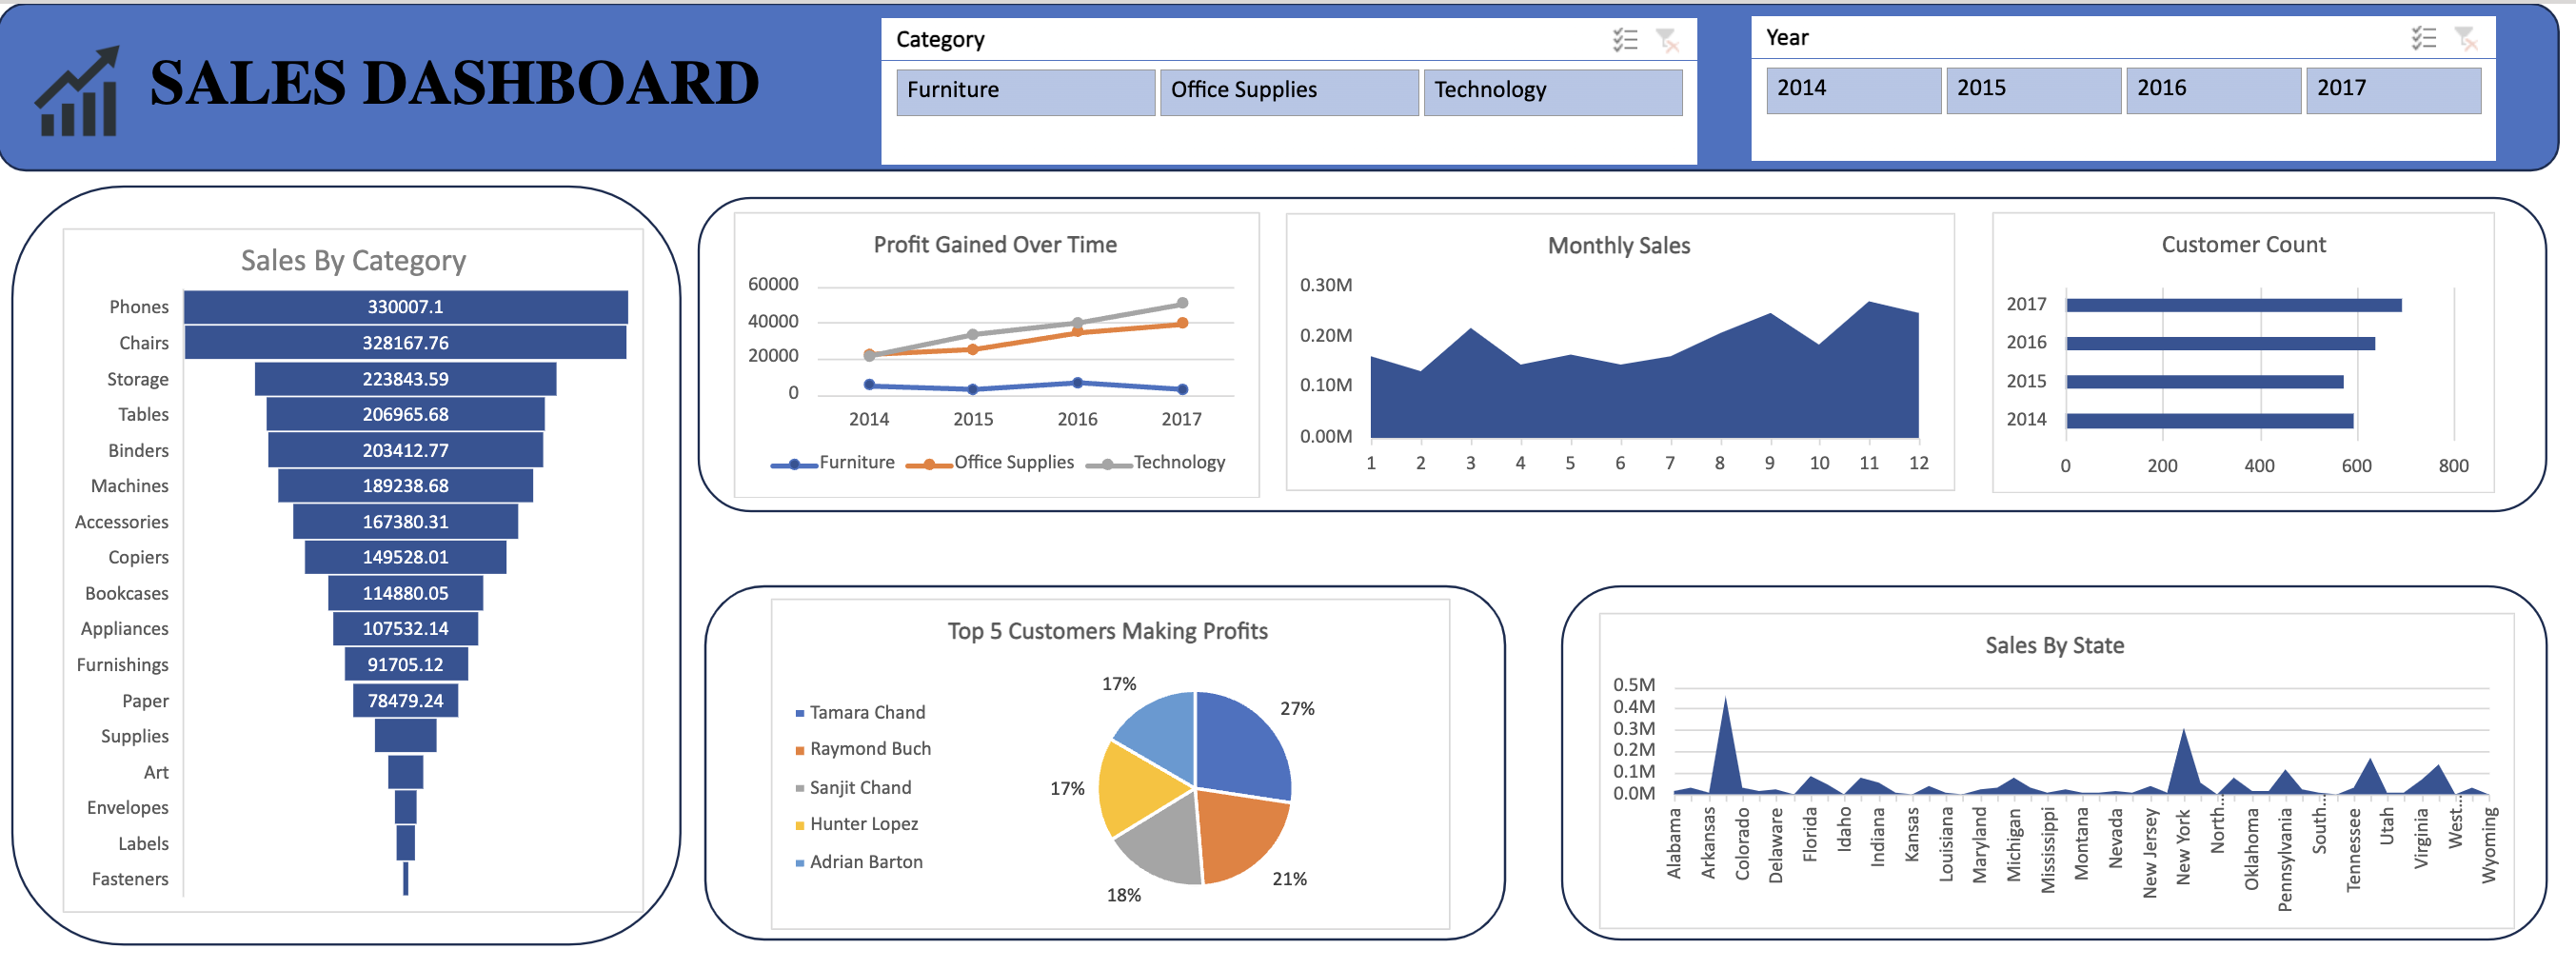 SALES DASHBOARD
Category
Furniture
Office Supplies
Technology
Year
2014
2015
2016
2017
Sales By Category
Phones 330007.1
Chairs 328167.76
Storage 223843.59
Tables 206965.68
Binders 203412.77
Machines 189238.68
Accessories 167380.31
Copiers 149528.01
Bookcases 114880.05
Appliances 107532.14
Furnishings 91705.12
Paper 78479.24
Supplies
Art
Envelopes
Labels
Fasteners
Profit Gained Over Time
60000
40000
20000
0
2014 2015 2016 2017
Furniture Office Supplies Technology
Monthly Sales
0.30M
0.20M
0.10M
0.00M
1 2 3 4 5 6 7 8 9 10 11 12
Customer Count
2017
2016
2015
2014
0 200 400 600 800
Top 5 Customers Making Profits
Tamara Chand
Raymond Buch
Sanjit Chand
Hunter Lopez
Adrian Barton
27%
21%
18%
17%
17%
Sales By State
0.5M
0.4M
0.3M
0.2M
0.1M
0.0M
Alabama
Arkansas
Colorado
Delaware
Florida
Idaho
Indiana
Kansas
Louisiana
Maryland
Michigan
Mississippi
Montana
Nevada
New Jersey
New York
North...
Oklahoma
Pennsylvania
South...
Tennessee
Utah
Virginia
West...
Wyoming